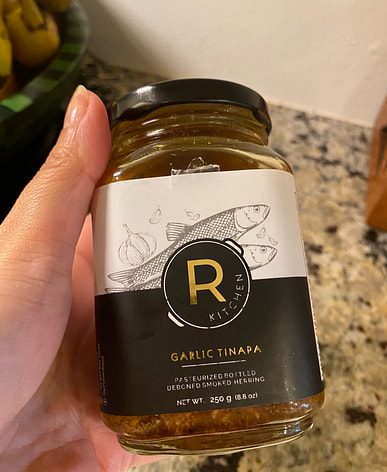 R
KITCHEN
GARLIC TINAPA
PASTEURIZED BOTTLED
DEBONED SMOKED HERRING
NET WT. 250 g (8.8 oz)